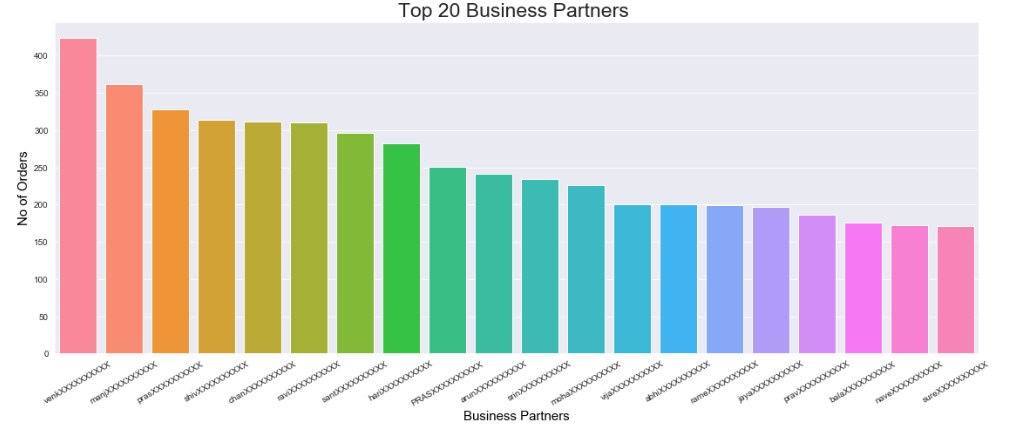 Top 20 Business Partners
No of Orders
400
350
300
250
200
150
100
50
0
venkXXXXXXXXXX
manjXXXXXXXXXX
prasXXXXXXXXXX
shivXXXXXXXXXX
chanXXXXXXXXXX
raviXXXXXXXXXX
santXXXXXXXXXX
hariXXXXXXXXXX
PRASXXXXXXXXXX
arunXXXXXXXXXX
sriniXXXXXXXXXX
mohaXXXXXXXXXX
vijaXXXXXXXXXX
abhiXXXXXXXXXX
rameXXXXXXXXXX
jayaXXXXXXXXXX
pravXXXXXXXXXX
balaXXXXXXXXXX
naveXXXXXXXXXX
sureXXXXXXXXXX
Business Partners